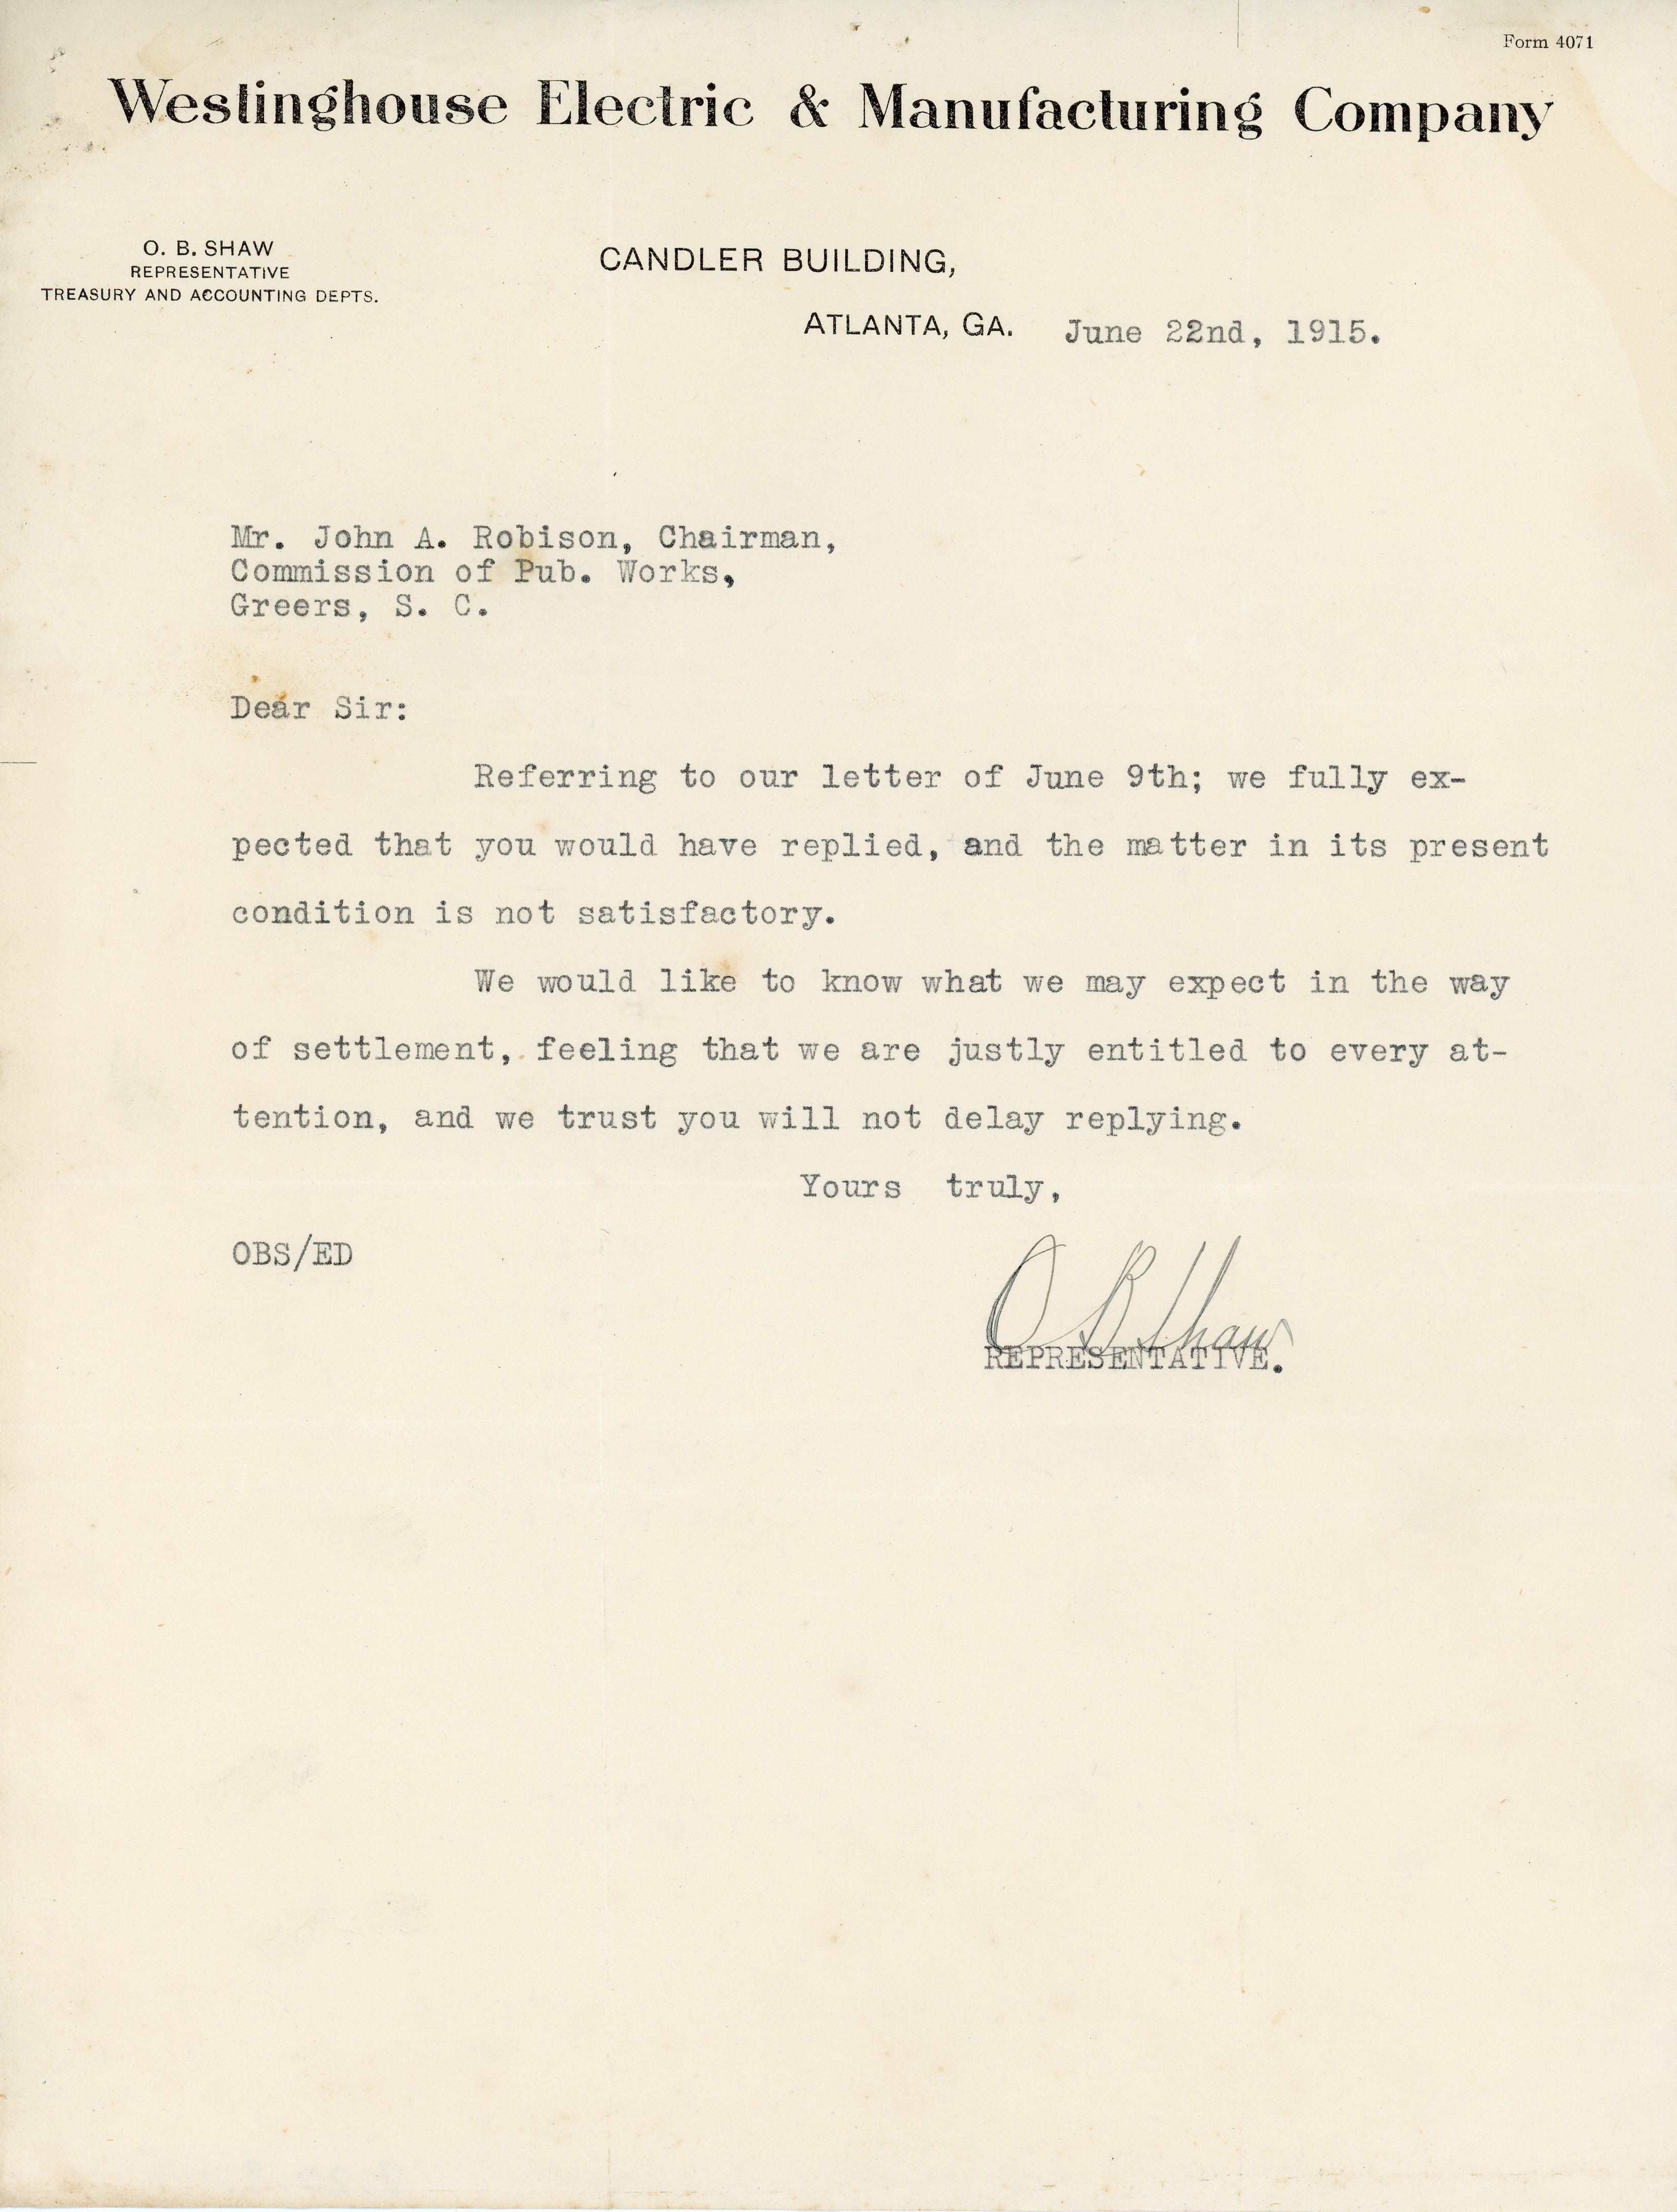 Form 4071
Westinghouse Electric & Manufacturing Company
O. B. SHAW
REPRESENTATIVE
TREASURY AND ACCOUNTING DEPTS.
CANDLER BUILDING,
ATLANTA, GA. June 22nd, 1915.
Mr. John A. Robison, Chairman,
Commission of Pub. Works,
Greers, S. C.
Dear Sir:
Referring to our letter of June 9th; we fully ex-
pected that you would have replied, and the matter in its present
condition is not satisfactory.
We would like to know what we may expect in the way
of settlement, feeling that we are justly entitled to every at-
tention, and we trust you will not delay replying.
Yours truly,
OBS/ED
O B Shaw
REPRESENTATIVE.